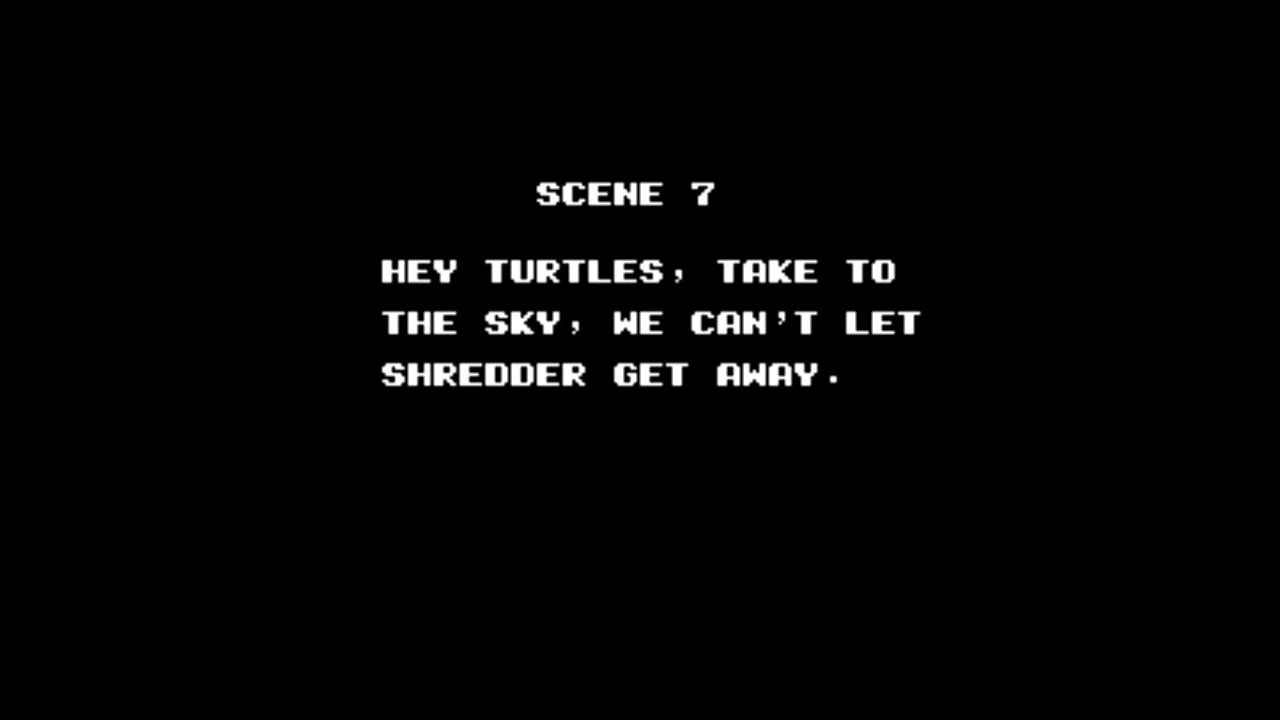 SCENE 7
HEY TURTLES, TAKE TO
THE SKY, WE CAN'T LET
SHREDDER GET AWAY.